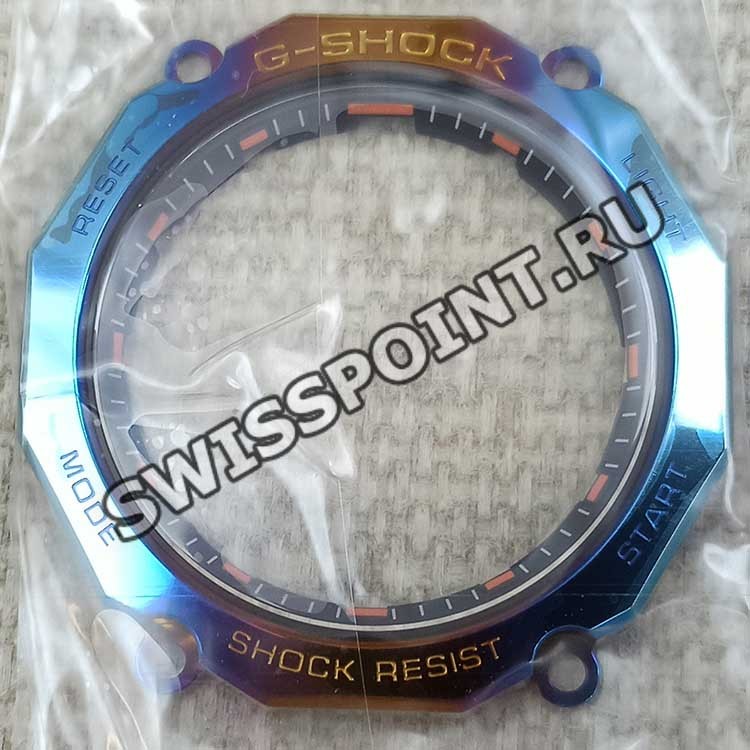 G-SHOCK
RESET
LIGHT
SWISSPOINT.RU
MODE
START
SHOCK RESIST